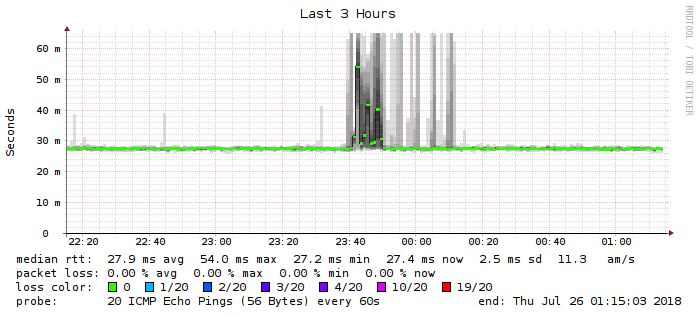 Last 3 Hours
RRDTOOL / TOBI OETIKER
Seconds
60 m
50 m
40 m
30 m
20 m
10 m
0
22:20 22:40 23:00 23:20 23:40 00:00 00:20 00:40 01:00
median rtt: 27.9 ms avg 54.0 ms max 27.2 ms min 27.4 ms now 2.5 ms sd 11.3 am/s
packet loss: 0.00 % avg 0.00 % max 0.00 % min 0.00 % now
loss color: 0 1/20 2/20 3/20 4/20 10/20 19/20
probe: 20 ICMP Echo Pings (56 Bytes) every 60s end: Thu Jul 26 01:15:03 2018